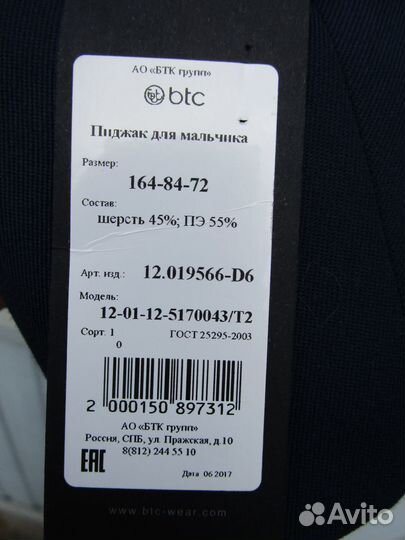 АО «БТК групп»
btc
Пиджак для мальчика
Размер:
164-84-72
Состав:
шерсть 45%; ПЭ 55%
Арт. изд.: 12.019566-D6
Модель:
12-01-12-5170043/T2
Сорт. 1 ГОСТ 25295-2003
0
2 000150 897312
АО «БТК групп»
Россия, СПБ, ул. Пражская, д.10
8(812) 244 55 10
EAC
Дата 06 2017
www.btc-wear.com
Avito